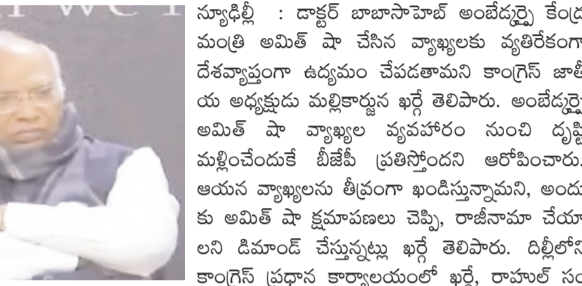 న్యూఢిల్లీ : డాక్టర్ బాబాసాహెబ్ అంబేడ్కర్పై కేంద్ర
మంత్రి అమిత్ షా చేసిన వ్యాఖ్యలకు వ్యతిరేకంగా
దేశవ్యాప్తంగా ఉద్యమం చేపడతామని కాంగ్రెస్ జాతీ
య అధ్యక్షుడు మల్లికార్జున ఖర్గే తెలిపారు. అంబేడ్కర్పై
అమిత్ షా వ్యాఖ్యల వ్యవహారం నుంచి దృష్టి
మళ్లించేందుకే బీజేపీ ప్రతిస్తోందని ఆరోపించారు.
ఆయన వ్యాఖ్యలను తీవ్రంగా ఖండిస్తున్నామని, అందు
కు అమిత్ షా క్షమాపణలు చెప్పి, రాజీనామా చేయా
లని డిమాండ్ చేస్తున్నట్లు ఖర్గే తెలిపారు. దిల్లీలోని
కాంగ్రెస్ ప్రధాన కార్యాలయంలో ఖర్గే, రాహుల్ సం